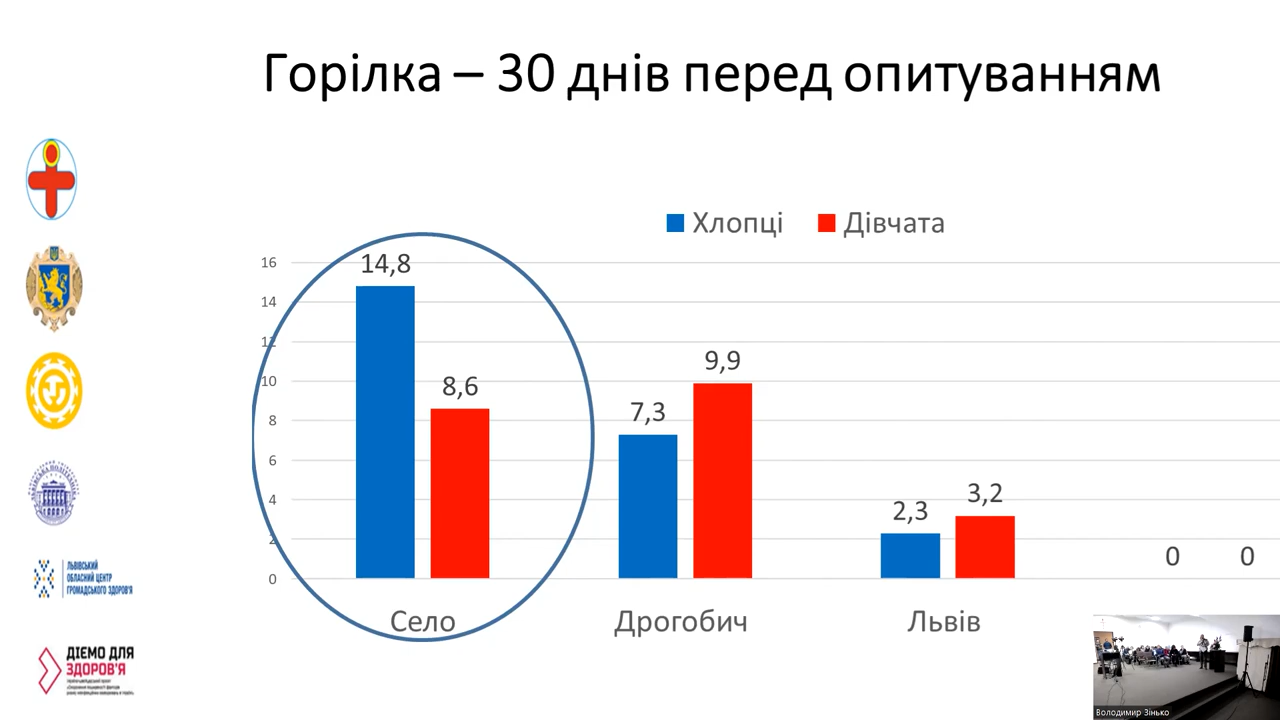 Горілка – 30 днів перед опитуванням
Хлопці Дівчата
16
14
12
10
8
6
4
2
0
14,8
8,6
7,3
9,9
2,3
3,2
0
0
Село
Дрогобич
Львів
ЛЬВІВСЬКИЙ
ОБЛАСНИЙ ЦЕНТР
ГРОМАДСЬКОГО ЗДОРОВ'Я
ДІЄМО ДЛЯ
ЗДОРОВ'Я
Володимир Зінько